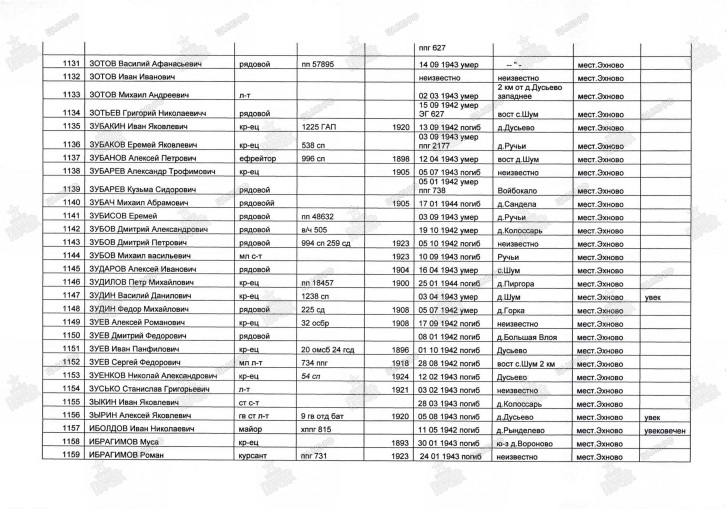 ппг 627
1131 ЗОТОВ Василий Афанасьевич рядовой пп 57895 14 09 1943 умер --"- мест.Эхново
1132 ЗОТОВ Иван Иванович неизвестно неизвестно мест.Эхново
1133 ЗОТОВ Михаил Андреевич л-т 02 03 1943 умер 2 км от д.Дусьево западнее мест.Эхново
1134 ЗОТЬЕВ Григорий Николаевичч рядовой 15 09 1942 умер ЭГ 627 вост с.Шум мест.Эхново
1135 ЗУБАКИН Иван Яковлевич кр-ец 1225 ГАП 1920 13 09 1942 погиб д.Дусьево мест.Эхново
1136 ЗУБАКОВ Еремей Яковлевич кр-ец 538 сп 03 09 1943 умер ппг 2177 д.Ручьи мест.Эхново
1137 ЗУБАНОВ Алексей Петрович ефрейтор 996 сп 1898 12 04 1943 умер вост д.Шум мест.Эхново
1138 ЗУБАРЕВ Александр Трофимович кр-ец 1905 05 07 1943 погиб неизвестно мест.Эхново
1139 ЗУБАРЕВ Кузьма Сидорович рядовой 05 01 1942 умер ппг 738 Войбокало мест.Эхново
1140 ЗУБАЧ Михаил Абрамович рядовойй 1905 17 01 1944 погиб д.Сандела мест.Эхново
1141 ЗУБИСОВ Еремей рядовой пп 48632 03 09 1943 умер д.Ручьи мест.Эхново
1142 ЗУБОВ Дмитрий Александрович рядовой в/ч 505 19 10 1942 умер д.Колоссарь мест.Эхново
1143 ЗУБОВ Дмитрий Петрович рядовой 994 сп 259 сд 1923 05 10 1942 погиб неизвестно мест.Эхново
1144 ЗУБОВ Михаил васильевич мл с-т 1923 10 09 1943 погиб Ручьи мест.Эхново
1145 ЗУДАРОВ Алексей Иванович рядовой 1904 16 04 1943 умер с.Шум мест.Эхново
1146 ЗУДИЛОВ Петр Михайлович кр-ец пп 18457 1900 25 01 1944 погиб д.Пиргора мест.Эхново
1147 ЗУДИН Василий Данилович кр-ец 1238 сп 03 04 1943 умер д.Шум мест.Эхново увек
1148 ЗУДИН Федор Михайлович рядовой 225 сд 1908 05 07 1942 умер д.Горка мест.Эхново
1149 ЗУЕВ Алексей Романович кр-ец 32 осбр 1908 17 09 1942 погиб неизвестно мест.Эхново
1150 ЗУЕВ Дмитрий Федорович рядовой 08 01 1942 погиб д.Большая Влоя мест.Эхново
1151 ЗУЕВ Иван Панфилович кр-ец 20 омсб 24 гсд 1896 01 10 1942 погиб Дусьево мест.Эхново
1152 ЗУЕВ Сергей Федорович мл л-т 734 ппг 1918 28 08 1942 погиб вост с.Шум 2 км мест.Эхново
1153 ЗУЕНКОВ Николай Александрович кр-ец 54 сп 1924 12 02 1943 погиб Дусьево мест.Эхново
1154 ЗУСЬКО Станислава Григорьевич л-т 1921 03 02 1943 погиб неизвестно мест.Эхново
1155 ЗЫКИН Иван Яковлевич ст с-т 28 03 1943 погиб д.Колоссарь мест.Эхново
1156 ЗЫРИН Алексей Яковлевич гв ст л-т 9 гв отд бат 1920 05 08 1943 погиб д.Дусьево мест.Эхново увек
1157 ИБОЛДОВ Иван Николаевич майор хппг 815 11 05 1942 погиб д.Рынделево мест.Эхново увековечен
1158 ИБРАГИМОВ Муса кр-ец 1893 30 01 1943 погиб ю-з д.Вороново мест.Эхново
1159 ИБРАГИМОВ Роман курсант ппг 731 1923 24 01 1943 погиб неизвестно мест.Эхново